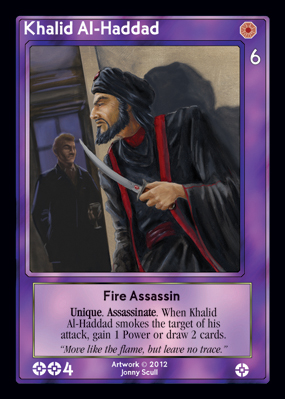 Khalid Al-Haddad
6
Fire Assassin
Unique. Assassinate. When Khalid
Al-Haddad smokes the target of his
attack, gain 1 Power or draw 2 cards.
“Move like the flame, but leave no trace.”
Artwork © 2012
Jonny Scull
4